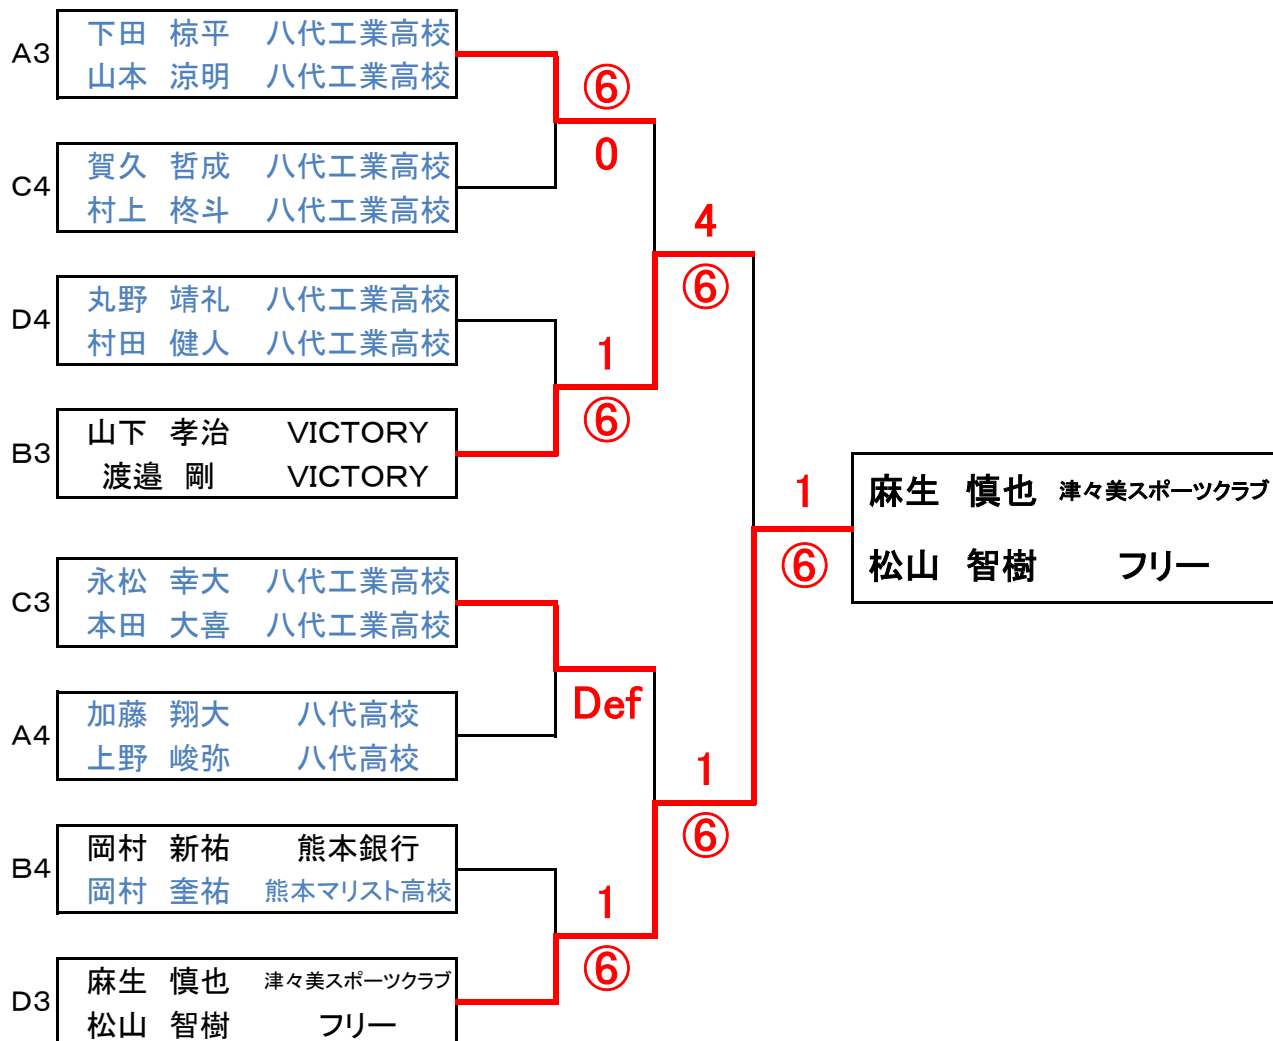 A3
下田 椋平 八代工業高校
山本 涼明 八代工業高校
⑥
0
C4
賀久 哲成 八代工業高校
村上 柊斗 八代工業高校
4
⑥
D4
丸野 靖礼 八代工業高校
村田 健人 八代工業高校
1
⑥
B3
山下 孝治 VICTORY
渡邉 剛 VICTORY
1
⑥
麻生 慎也 津々美スポーツクラブ
松山 智樹 フリー
C3
永松 幸大 八代工業高校
本田 大喜 八代工業高校
Def
A4
加藤 翔大 八代高校
上野 峻弥 八代高校
1
⑥
B4
岡村 新祐 熊本銀行
岡村 奎祐 熊本マリスト高校
1
⑥
D3
麻生 慎也 津々美スポーツクラブ
松山 智樹 フリー